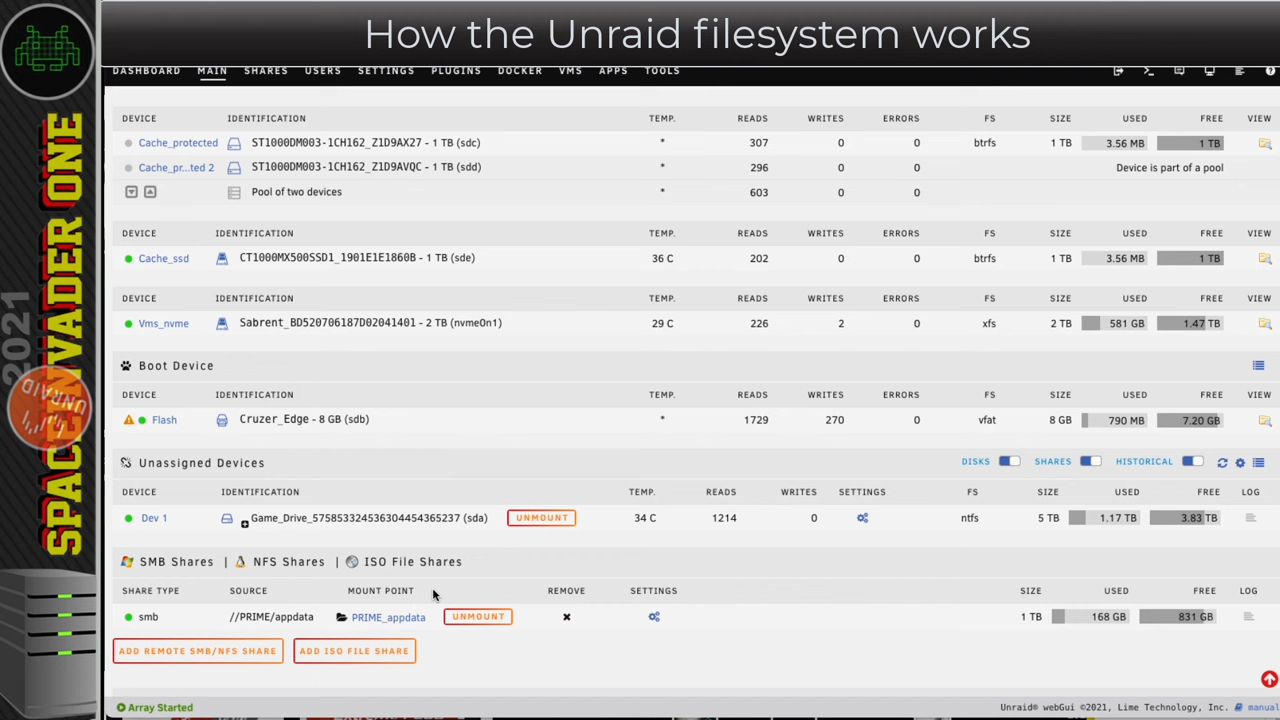 How the Unraid filesystem works
DASHBOARD MAIN SHARES USERS SETTINGS PLUGINS DOCKER VMS APPS TOOLS
DEVICE IDENTIFICATION TEMP. READS WRITES ERRORS FS SIZE USED FREE VIEW
Cache_protected ST1000DM003-1CH162_Z1D9AX27 - 1 TB (sdc) * 307 0 0 btrfs 1 TB 3.56 MB 1 TB
Cache_pr...ted 2 ST1000DM003-1CH162_Z1D9AVQC - 1 TB (sdd) * 296 0 0 Device is part of a pool
Pool of two devices * 603 0 0
DEVICE IDENTIFICATION TEMP. READS WRITES ERRORS FS SIZE USED FREE VIEW
Cache_ssd CT1000MX500SSD1_1901E1E1860B - 1 TB (sde) 36 C 202 0 0 btrfs 1 TB 3.56 MB 1 TB
DEVICE IDENTIFICATION TEMP. READS WRITES ERRORS FS SIZE USED FREE VIEW
Vms_nvme Sabrent_BD520706187D02041401 - 2 TB (nvme0n1) 29 C 226 2 0 xfs 2 TB 581 GB 1.47 TB
Boot Device
DEVICE IDENTIFICATION TEMP. READS WRITES ERRORS FS SIZE USED FREE VIEW
Flash Cruzer_Edge - 8 GB (sdb) * 1729 270 0 vfat 8 GB 790 MB 7.20 GB
Unassigned Devices DISKS SHARES HISTORICAL
DEVICE IDENTIFICATION TEMP. READS WRITES SETTINGS FS SIZE USED FREE LOG
Dev 1 Game_Drive_575853324536304454365237 (sda) UNMOUNT 34 C 1214 0 ntfs 5 TB 1.17 TB 3.83 TB
SMB Shares | NFS Shares | ISO File Shares
SHARE TYPE SOURCE MOUNT POINT REMOVE SETTINGS SIZE USED FREE LOG
smb //PRIME/appdata PRIME_appdata UNMOUNT 1 TB 168 GB 831 GB
ADD REMOTE SMB/NFS SHARE ADD ISO FILE SHARE
Array Started Unraid® webGui ©2021, Lime Technology, Inc. manual
SPACEINVADER ONE
2021
UNRAID